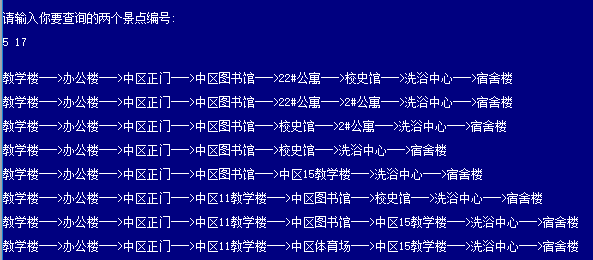 请输入你要查询的两个景点编号:
5 17
教学楼--->办公楼--->中区正门--->中区图书馆--->22#公寓--->校史馆--->洗浴中心--->宿舍楼
教学楼--->办公楼--->中区正门--->中区图书馆--->22#公寓--->2#公寓--->洗浴中心--->宿舍楼
教学楼--->办公楼--->中区正门--->中区图书馆--->校史馆--->2#公寓--->洗浴中心--->宿舍楼
教学楼--->办公楼--->中区正门--->中区图书馆--->校史馆--->洗浴中心--->宿舍楼
教学楼--->办公楼--->中区正门--->中区图书馆--->中区15教学楼--->洗浴中心--->宿舍楼
教学楼--->办公楼--->中区正门--->中区11教学楼--->中区图书馆--->校史馆--->洗浴中心--->宿舍楼
教学楼--->办公楼--->中区正门--->中区11教学楼--->中区图书馆--->中区15教学楼--->洗浴中心--->宿舍楼
教学楼--->办公楼--->中区正门--->中区11教学楼--->中区体育场--->中区15教学楼--->洗浴中心--->宿舍楼